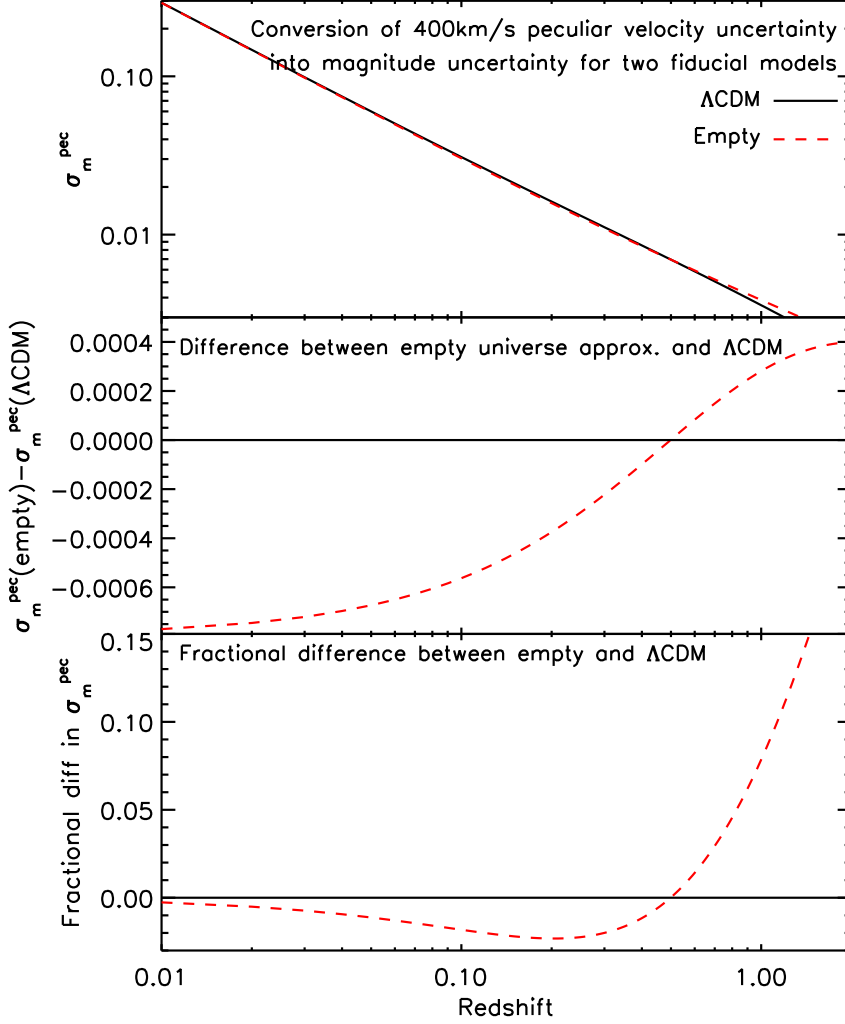 Conversion of 400km/s peculiar velocity uncertainty
into magnitude uncertainty for two fiducial models
ΛCDM
Empty
0.10
0.01
σ_m^pec
Difference between empty universe approx. and ΛCDM
0.0004
0.0002
0.0000
−0.0002
−0.0004
−0.0006
σ_m^pec(empty)−σ_m^pec(ΛCDM)
Fractional difference between empty and ΛCDM
0.15
0.10
0.05
0.00
Fractional diff in σ_m^pec
0.01 0.10 1.00
Redshift